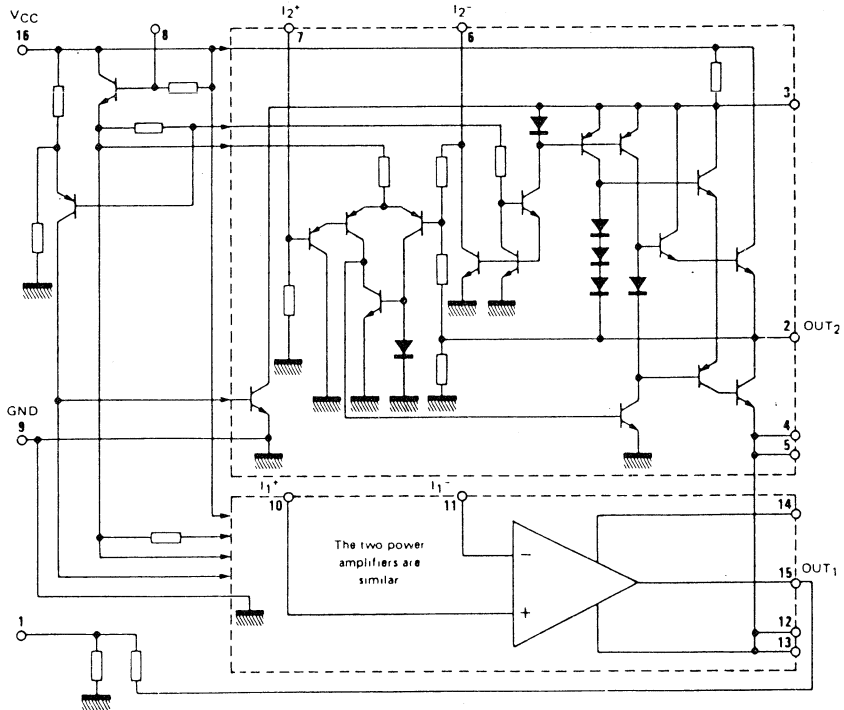 VCC
16
8
I2+
7
I2-
6
3
2
OUT2
GND
9
4
5
I1+
10
I1-
11
14
The two power
amplifiers are
similar
−
+
15
OUT1
1
12
13